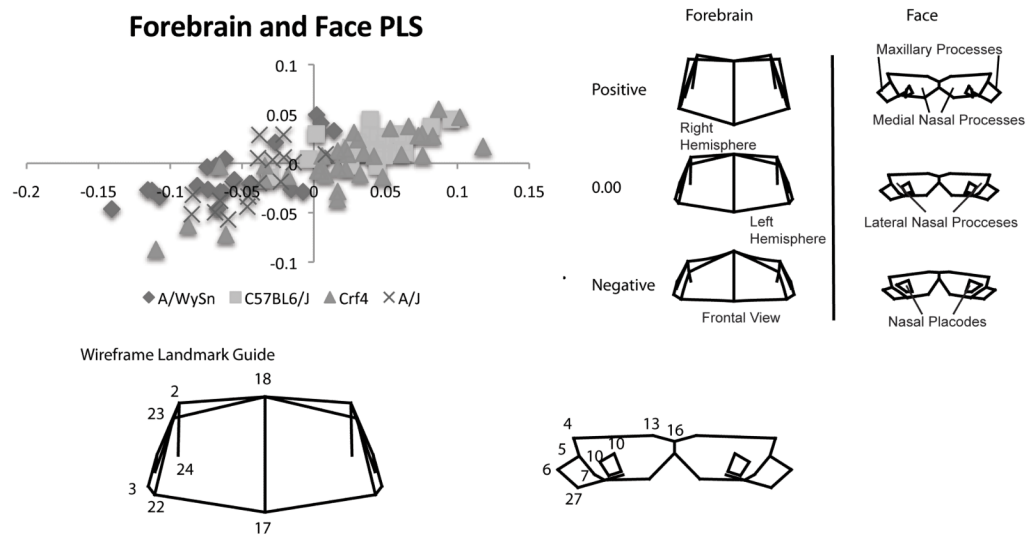 Forebrain and Face PLS
0.1
0.05
0
-0.2 -0.15 -0.1 -0.05 0.0 0.05 0.1 0.15
-0.05
-0.1
A/WySn C57BL6/J Crf4 A/J
Forebrain Face
Positive
Maxillary Processes
Medial Nasal Processes
Right
Hemisphere
0.00
Left
Hemisphere
Lateral Nasal Procceses
Negative
Frontal View
Nasal Placodes
Wireframe Landmark Guide
18
2
23
24
3
22
17
4 13 16
10
5 10
6 7
27